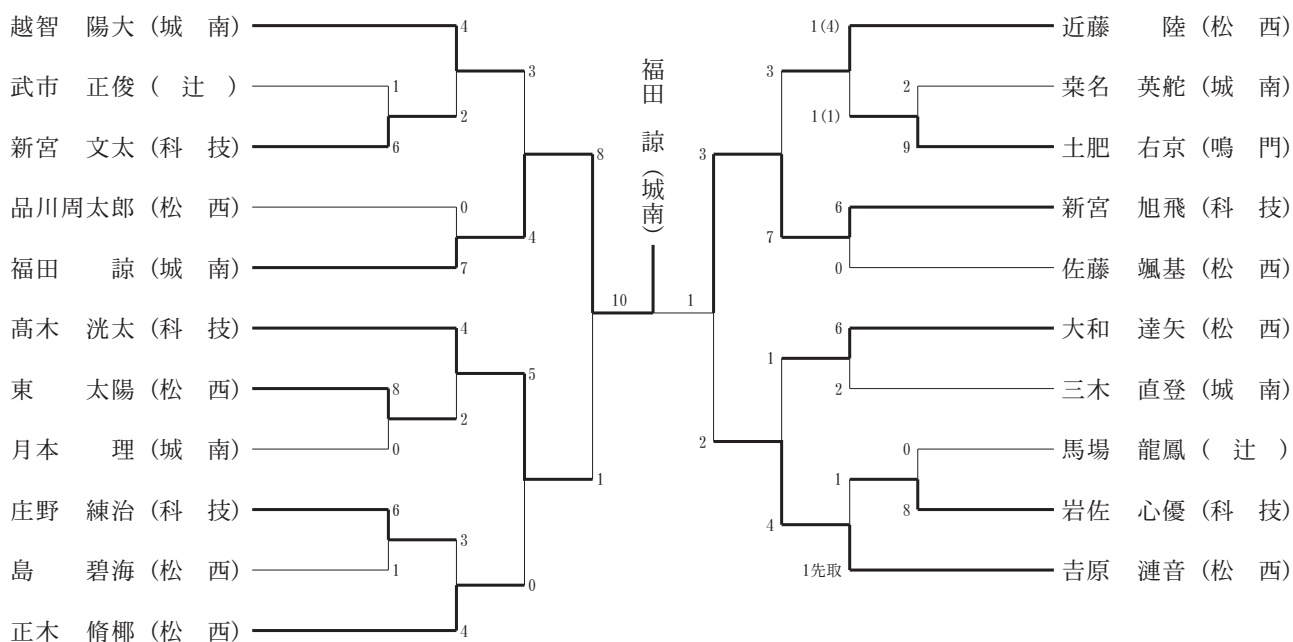 越智 陽大 (城 南)
武市 正俊 ( 辻 )
新宮 文太 (科 技)
品川周太郎 (松 西)
福田 諒 (城 南)
髙木 洸太 (科 技)
東 太陽 (松 西)
月本 理 (城 南)
庄野 練治 (科 技)
島 碧海 (松 西)
正木 脩梛 (松 西)
4
1
2
6
3
0
4
7
8
4
8
2
0
5
6
3
1
0
4
1
10
福田 諒 (城南)
1
3
2
3
7
1
4
1(4)
1(1)
2
9
6
0
6
2
1
0
8
1先取
近藤 陸 (松 西)
桒名 英舵 (城 南)
土肥 右京 (鳴 門)
新宮 旭飛 (科 技)
佐藤 颯基 (松 西)
大和 達矢 (松 西)
三木 直登 (城 南)
馬場 龍鳳 ( 辻 )
岩佐 心優 (科 技)
𠮷原 漣音 (松 西)